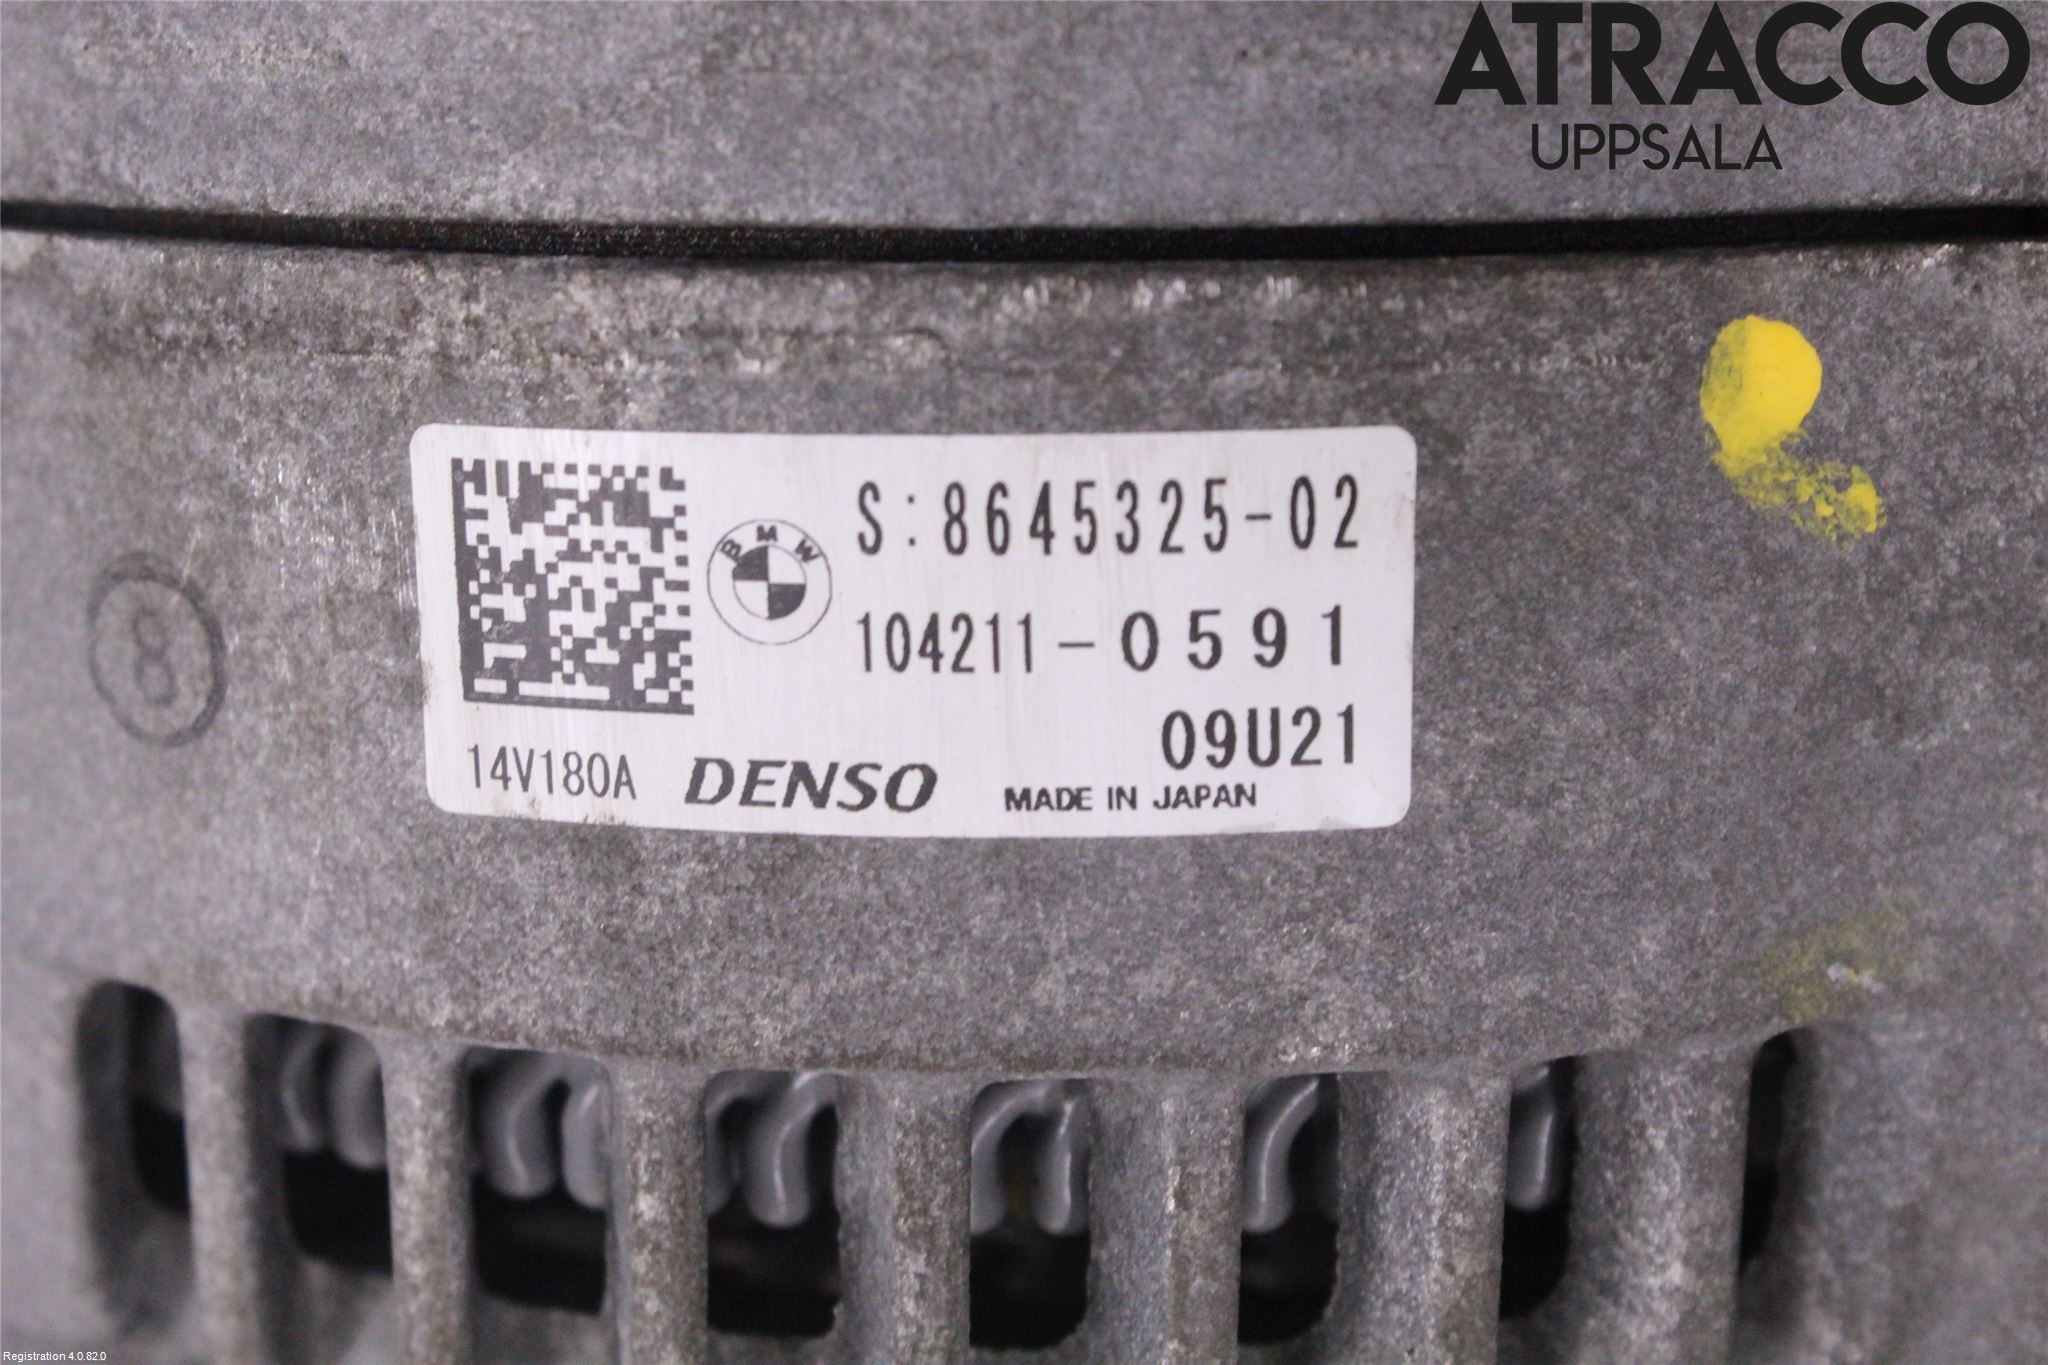 ATRACCO
UPPSALA
BMW
S:8645325-02
104211-0591
09U21
14V180A DENSO MADE IN JAPAN
8
Registration 4.0.82.0